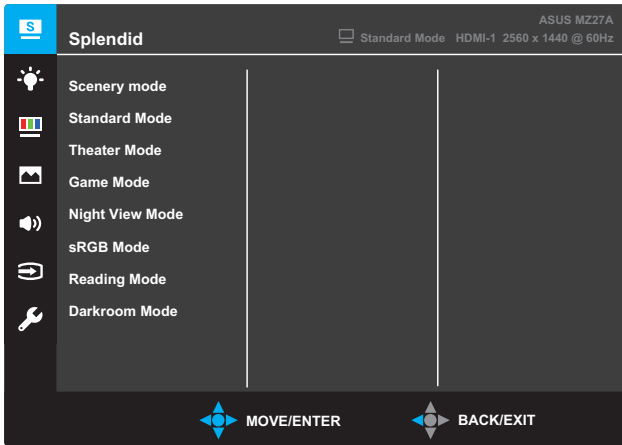 S
ASUS MZ27A
Splendid
Standard Mode HDMI-1 2560 x 1440 @ 60Hz
Scenery mode
Standard Mode
Theater Mode
Game Mode
Night View Mode
sRGB Mode
Reading Mode
Darkroom Mode
MOVE/ENTER BACK/EXIT